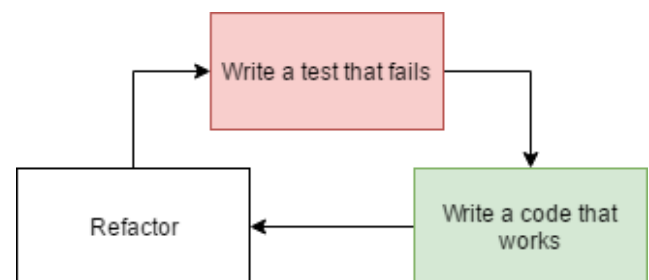 Write a test that fails
Write a code that
works
Refactor